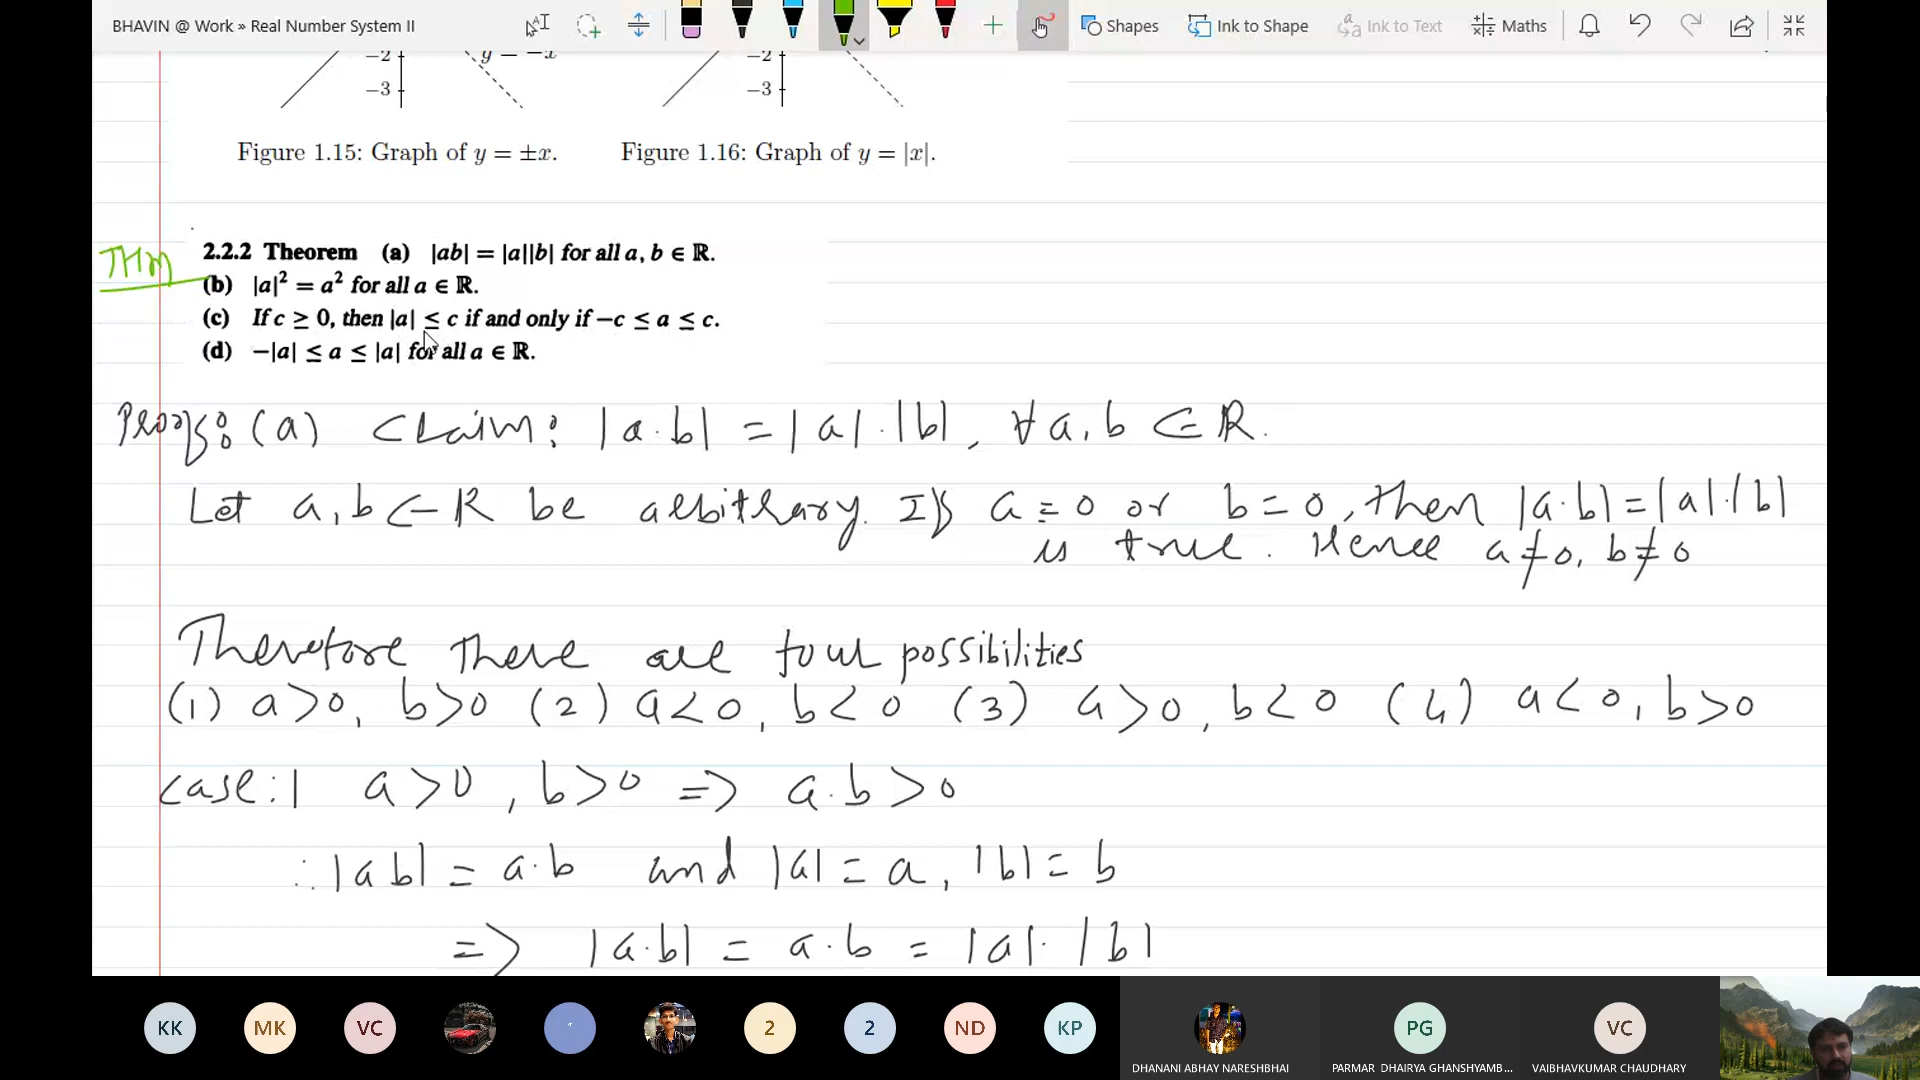 BHAVIN @ Work » Real Number System II
Shapes
Ink to Shape
Ink to Text
Maths
−2
y = −x
−2
−3
−3
Figure 1.15: Graph of y = ±x.
Figure 1.16: Graph of y = |x|.
THM
2.2.2 Theorem (a) |ab| = |a||b| for all a, b ∈ ℝ.
(b) |a|² = a² for all a ∈ ℝ.
(c) If c ≥ 0, then |a| ≤ c if and only if −c ≤ a ≤ c.
(d) −|a| ≤ a ≤ |a| for all a ∈ ℝ.
Proof: (a) Claim: |a·b| = |a|·|b|, ∀ a, b ∈ R.
Let a, b ∈ R be arbitrary. If a = 0 or b = 0, then |a·b| = |a|·|b|
is true. Hence a ≠ 0, b ≠ 0
Therefore there are four possibilities
(1) a > 0, b > 0 (2) a < 0, b < 0 (3) a > 0, b < 0 (4) a < 0, b > 0
case:1 a > 0, b > 0 => a·b > 0
∴ |ab| = a·b and |a| = a, |b| = b
=> |a·b| = a·b = |a|·|b|
KK
MK
VC
2
2
ND
KP
PG
VC
DHANANI ABHAY NARESHBHAI
PARMAR DHAIRYA GHANSHYAMB...
VAIBHAVKUMAR CHAUDHARY